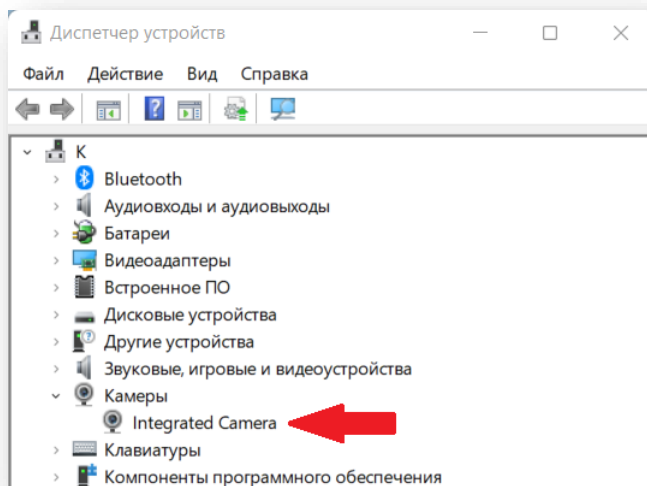 Диспетчер устройств
Файл Действие Вид Справка
K
Bluetooth
Аудиовходы и аудиовыходы
Батареи
Видеоадаптеры
Встроенное ПО
Дисковые устройства
Другие устройства
Звуковые, игровые и видеоустройства
Камеры
Integrated Camera
Клавиатуры
Компоненты программного обеспечения